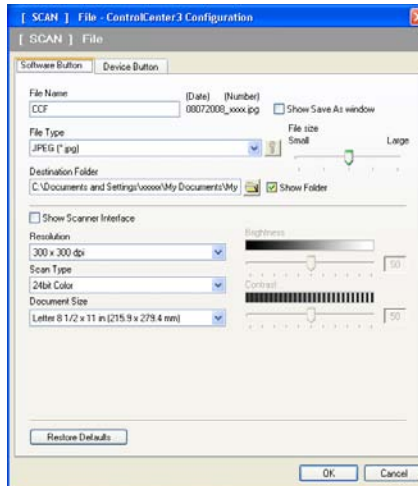 [ SCAN ] File - ControlCenter3 Configuration
[ SCAN ] File
Software Button Device Button
File Name (Date) (Number)
CCF 08072008_xxxx.jpg Show Save As window
File Type File size
JPEG (*.jpg) Small Large
Destination Folder
C:\Documents and Settings\xxxxx\My Documents\My Show Folder
Show Scanner Interface
Resolution Brightness
300 x 300 dpi 50
Scan Type
24bit Color Contrast
Document Size
Letter 8 1/2 x 11 in (215.9 x 279.4 mm) 50
Restore Defaults
OK Cancel